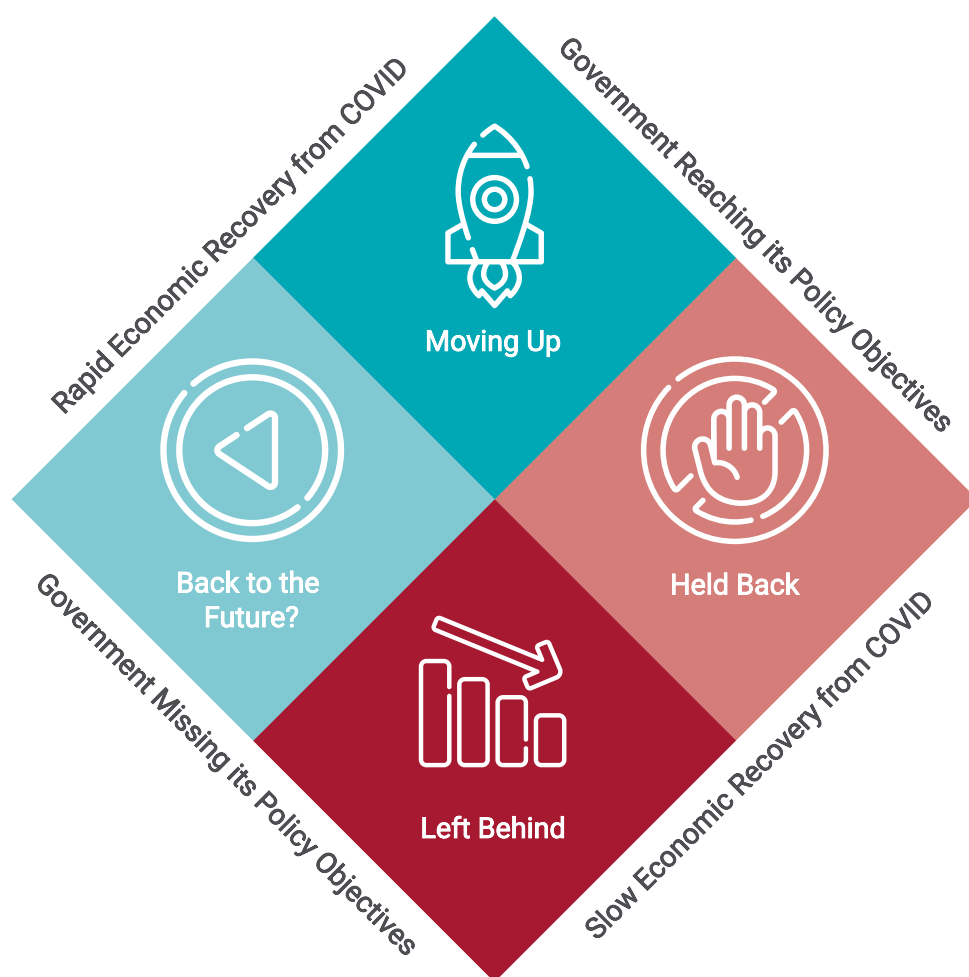 Rapid Economic Recovery from COVID
Government Reaching its Policy Objectives
Moving Up
Back to the
Future?
Held Back
Left Behind
Government Missing its Policy Objectives
Slow Economic Recovery from COVID